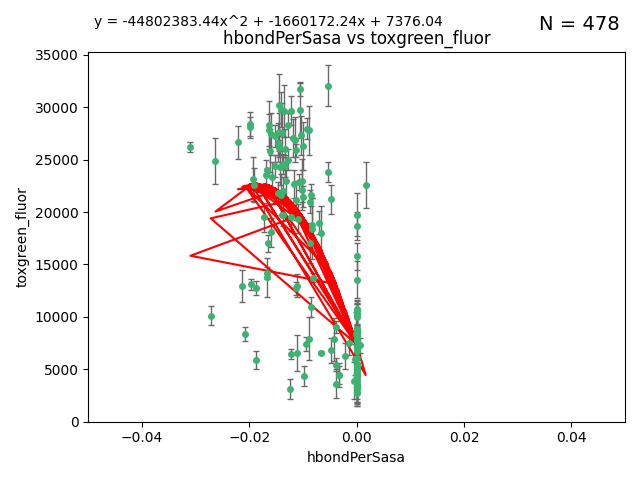 y = -44802383.44x^2 + -1660172.24x + 7376.04
N = 478
hbondPerSasa vs toxgreen_fluor
toxgreen_fluor
35000
30000
25000
20000
15000
10000
5000
0
−0.04
−0.02
0.00
0.02
0.04
hbondPerSasa